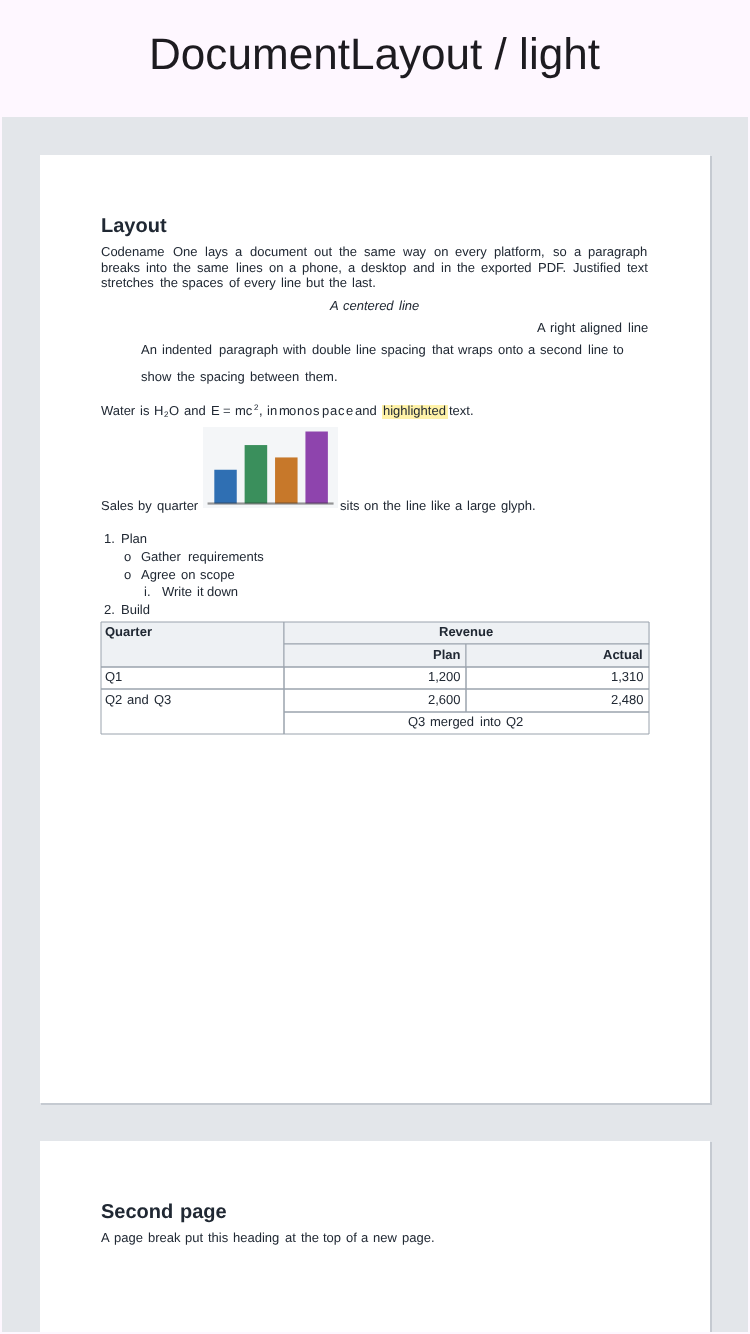 DocumentLayout / light
Layout
Codename One lays a document out the same way on every platform, so a paragraph
breaks into the same lines on a phone, a desktop and in the exported PDF. Justified text
stretches the spaces of every line but the last.
A centered line
A right aligned line
An indented paragraph with double line spacing that wraps onto a second line to
show the spacing between them.
Water is H₂O and E = mc², in monospace and highlighted text.
Sales by quarter sits on the line like a large glyph.
1. Plan
o Gather requirements
o Agree on scope
i. Write it down
2. Build
Quarter Revenue
Plan Actual
Q1 1,200 1,310
Q2 and Q3 2,600 2,480
Q3 merged into Q2
Second page
A page break put this heading at the top of a new page.